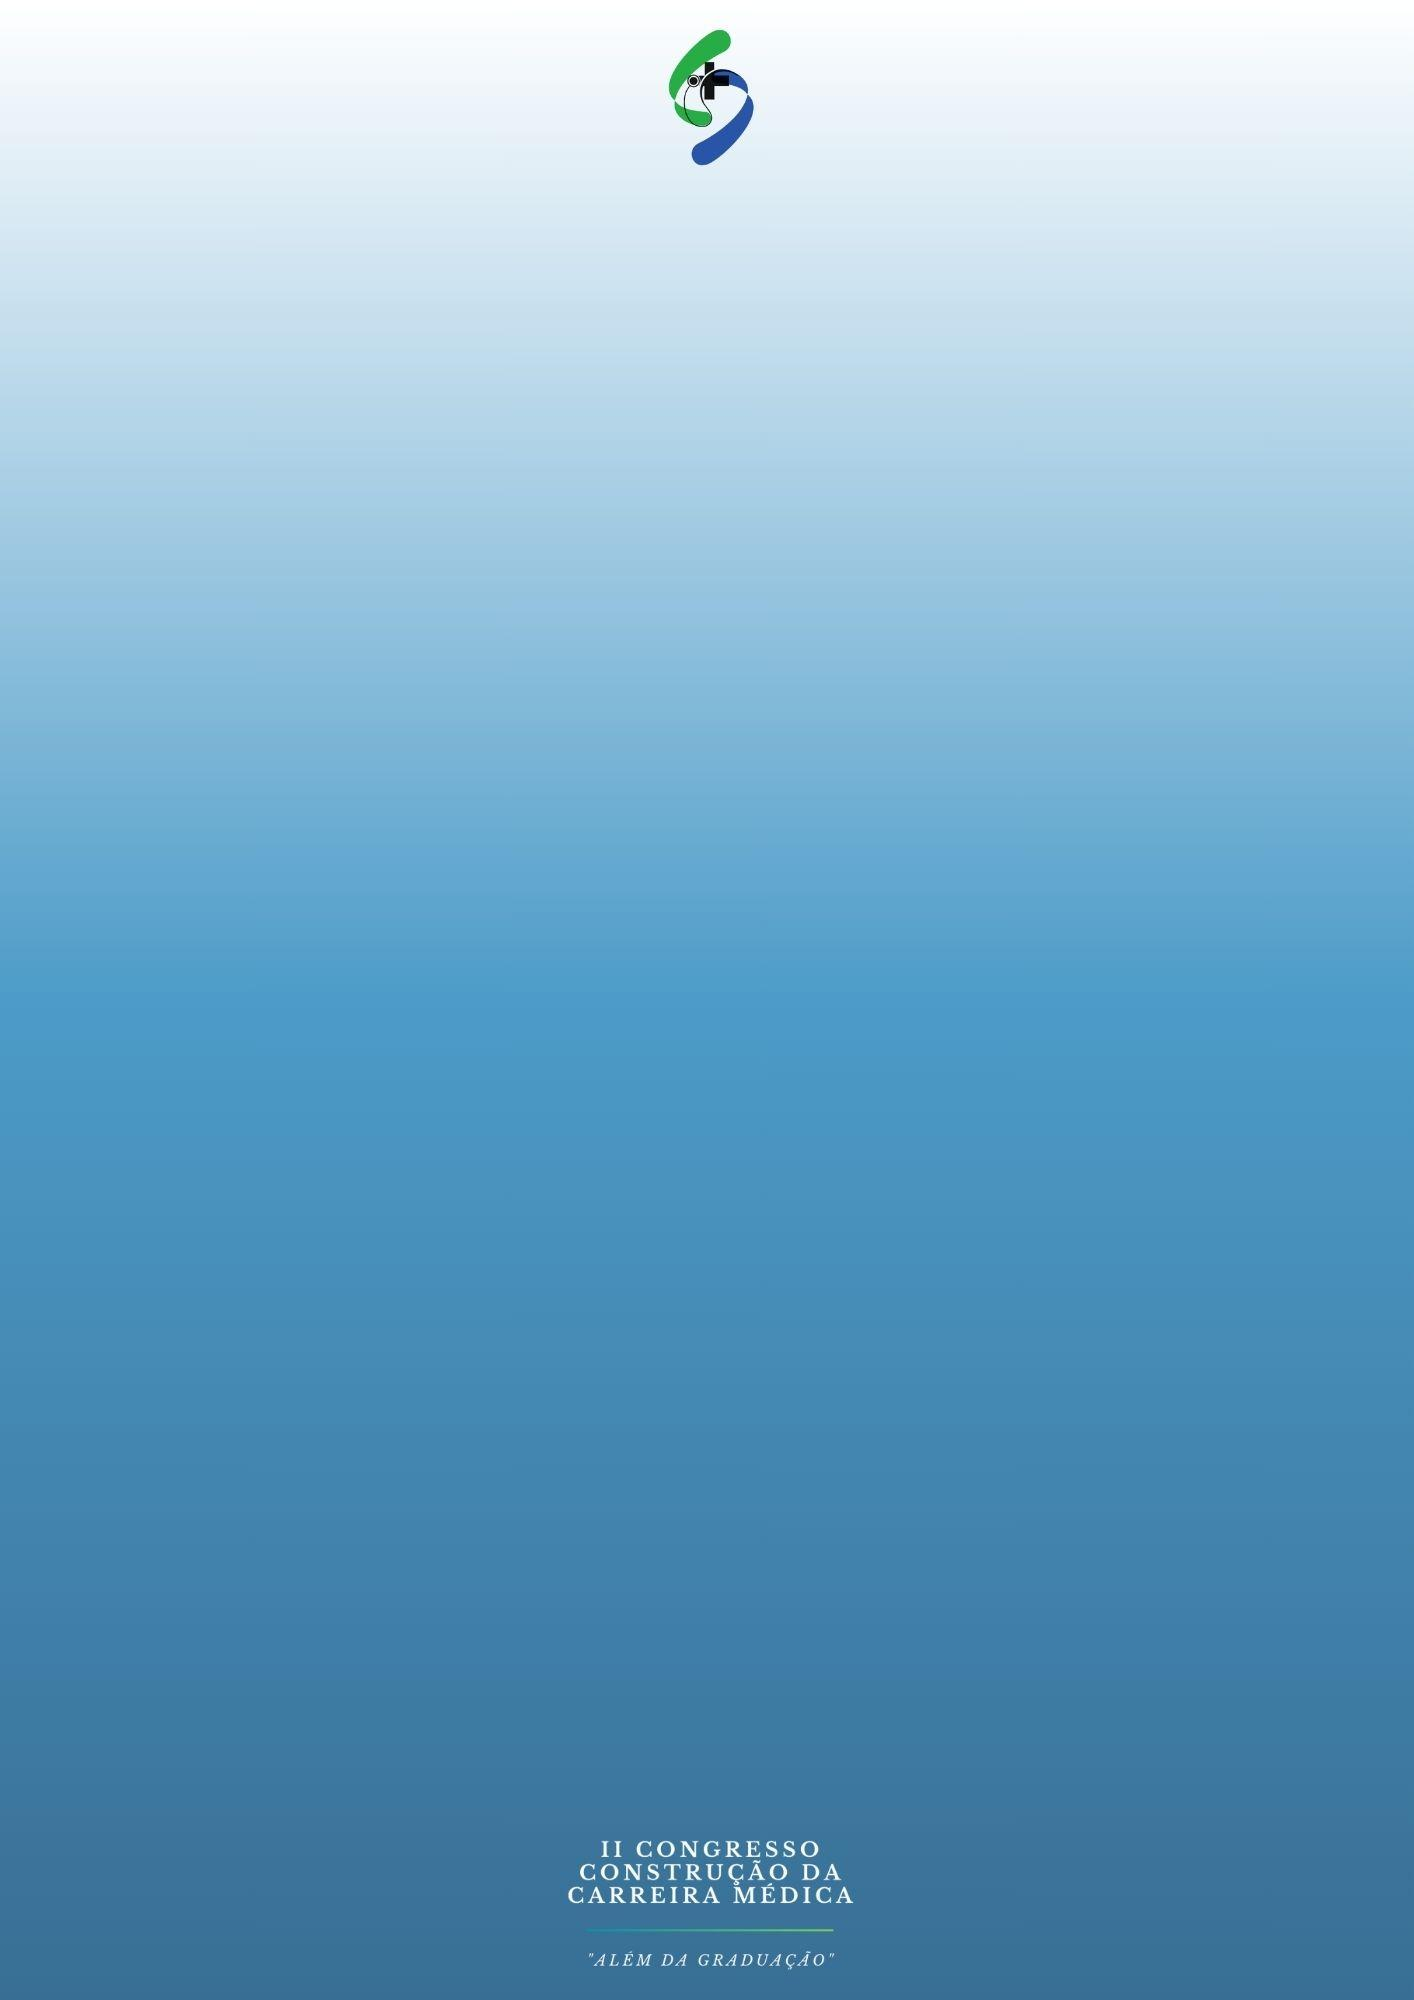 II CONGRESSO
CONSTRUÇÃO DA
CARREIRA MÉDICA
"ALÉM DA GRADUAÇÃO"